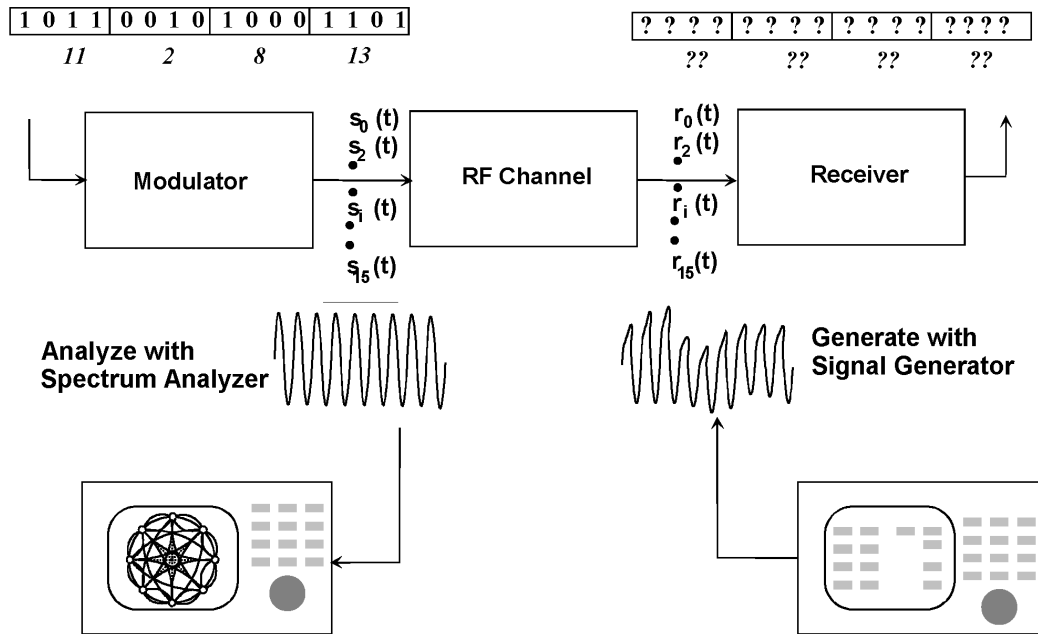 1 0 1 1 0 0 1 0 1 0 0 0 1 1 0 1
11 2 8 13
? ? ? ? ? ? ? ? ? ? ? ? ? ? ? ?
?? ?? ?? ??
Modulator
s0 (t)
s2 (t)
si (t)
s15 (t)
RF Channel
r0 (t)
r2 (t)
ri (t)
r15 (t)
Receiver
Analyze with
Spectrum Analyzer
Generate with
Signal Generator